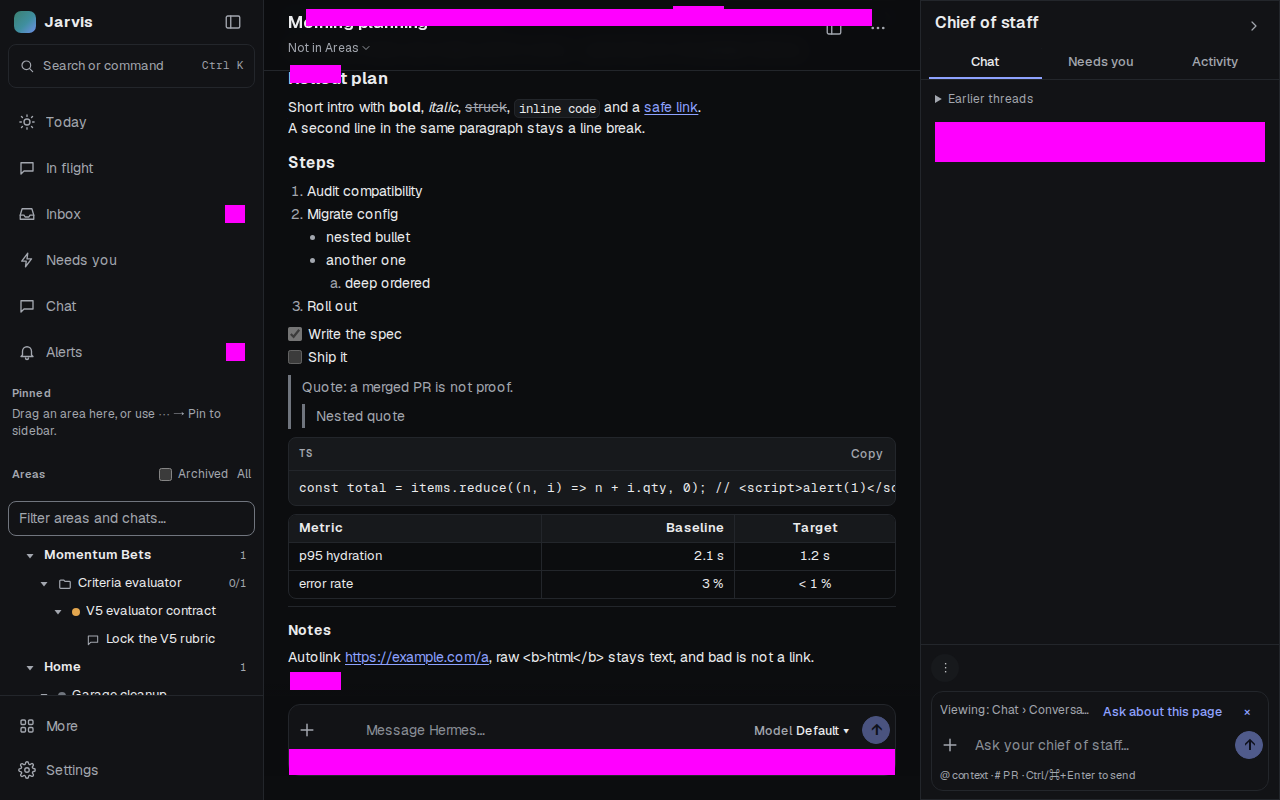 Jarvis
Search or command Ctrl K
Today
In flight
Inbox
Needs you
Chat
Alerts
Pinned
Drag an area here, or use ··· → Pin to
sidebar.
Areas Archived All
Filter areas and chats…
Momentum Bets 1
Criteria evaluator 0/1
V5 evaluator contract
Lock the V5 rubric
Home 1
Garage cleanup
More
Settings
Morning planning
Not in Areas
plan
Short intro with bold, italic, struck, inline code and a safe link.
A second line in the same paragraph stays a line break.
Steps
1. Audit compatibility
2. Migrate config
• nested bullet
• another one
a. deep ordered
3. Roll out
Write the spec
Ship it
Quote: a merged PR is not proof.
Nested quote
TS Copy
const total = items.reduce((n, i) => n + i.qty, 0); // <script>alert(1)</sc
Metric Baseline Target
p95 hydration 2.1 s 1.2 s
error rate 3 % < 1 %
Notes
Autolink https://example.com/a, raw <b>html</b> stays text, and bad is not a link.
Message Hermes… Model Default
Chief of staff
Chat Needs you Activity
Earlier threads
Viewing: Chat › Conversa… Ask about this page ×
Ask your chief of staff…
@ context · # PR · Ctrl/⌘+Enter to send